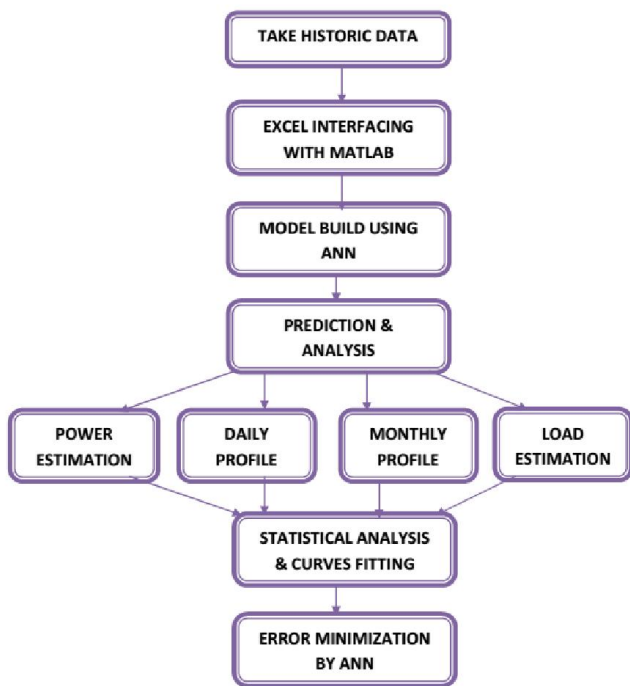 TAKE HISTORIC DATA
EXCEL INTERFACING
WITH MATLAB
MODEL BUILD USING
ANN
PREDICTION &
ANALYSIS
POWER
ESTIMATION
DAILY
PROFILE
MONTHLY
PROFILE
LOAD
ESTIMATION
STATISTICAL ANALYSIS
& CURVES FITTING
ERROR MINIMIZATION
BY ANN